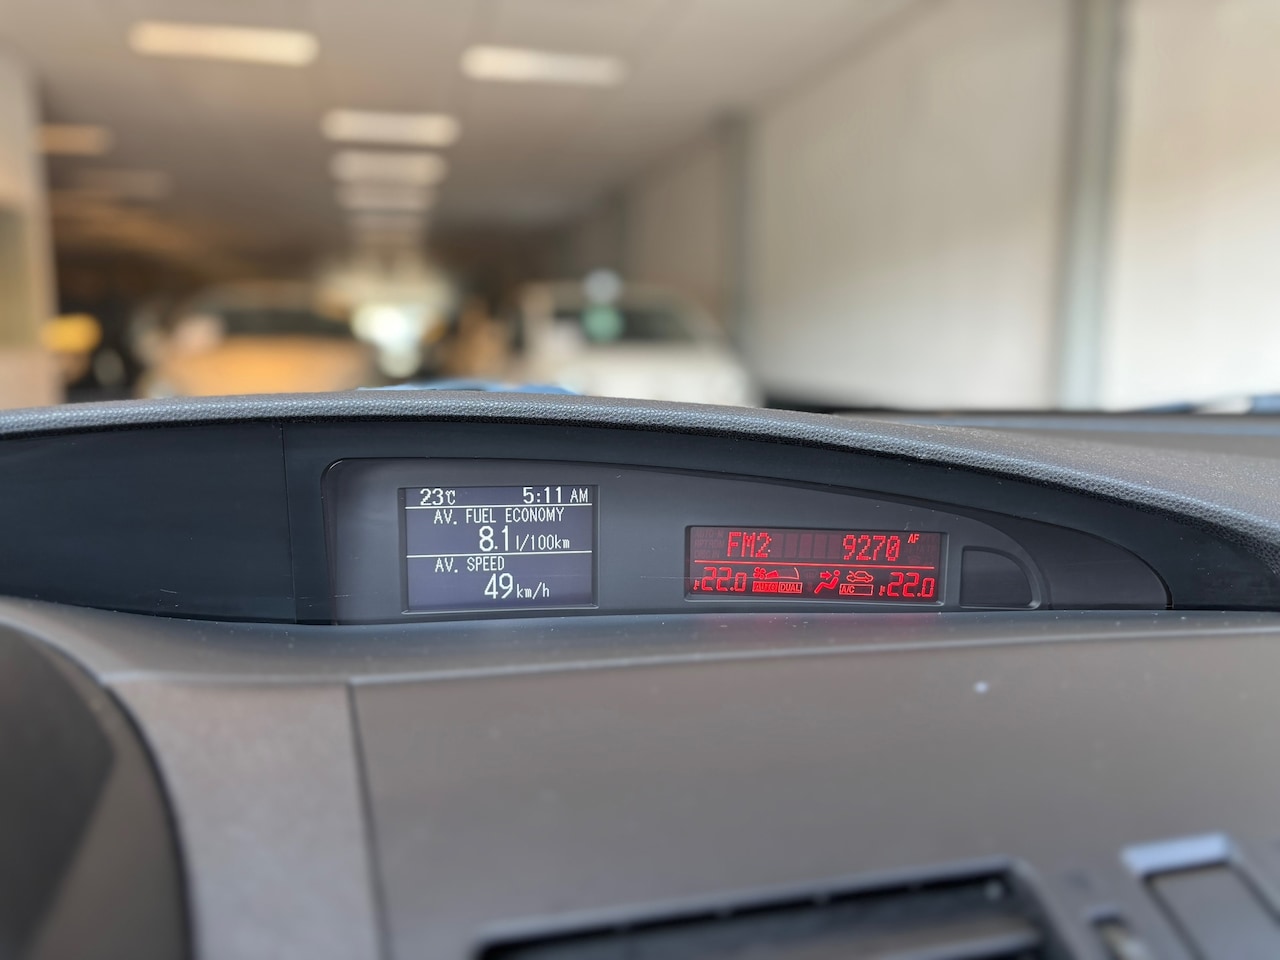 23℃ 5:11 AM
AV. FUEL ECONOMY
8.1 l/100km
AV. SPEED
49 km/h
FM2 9270 AF
22.0 AUTO DUAL A/C 22.0